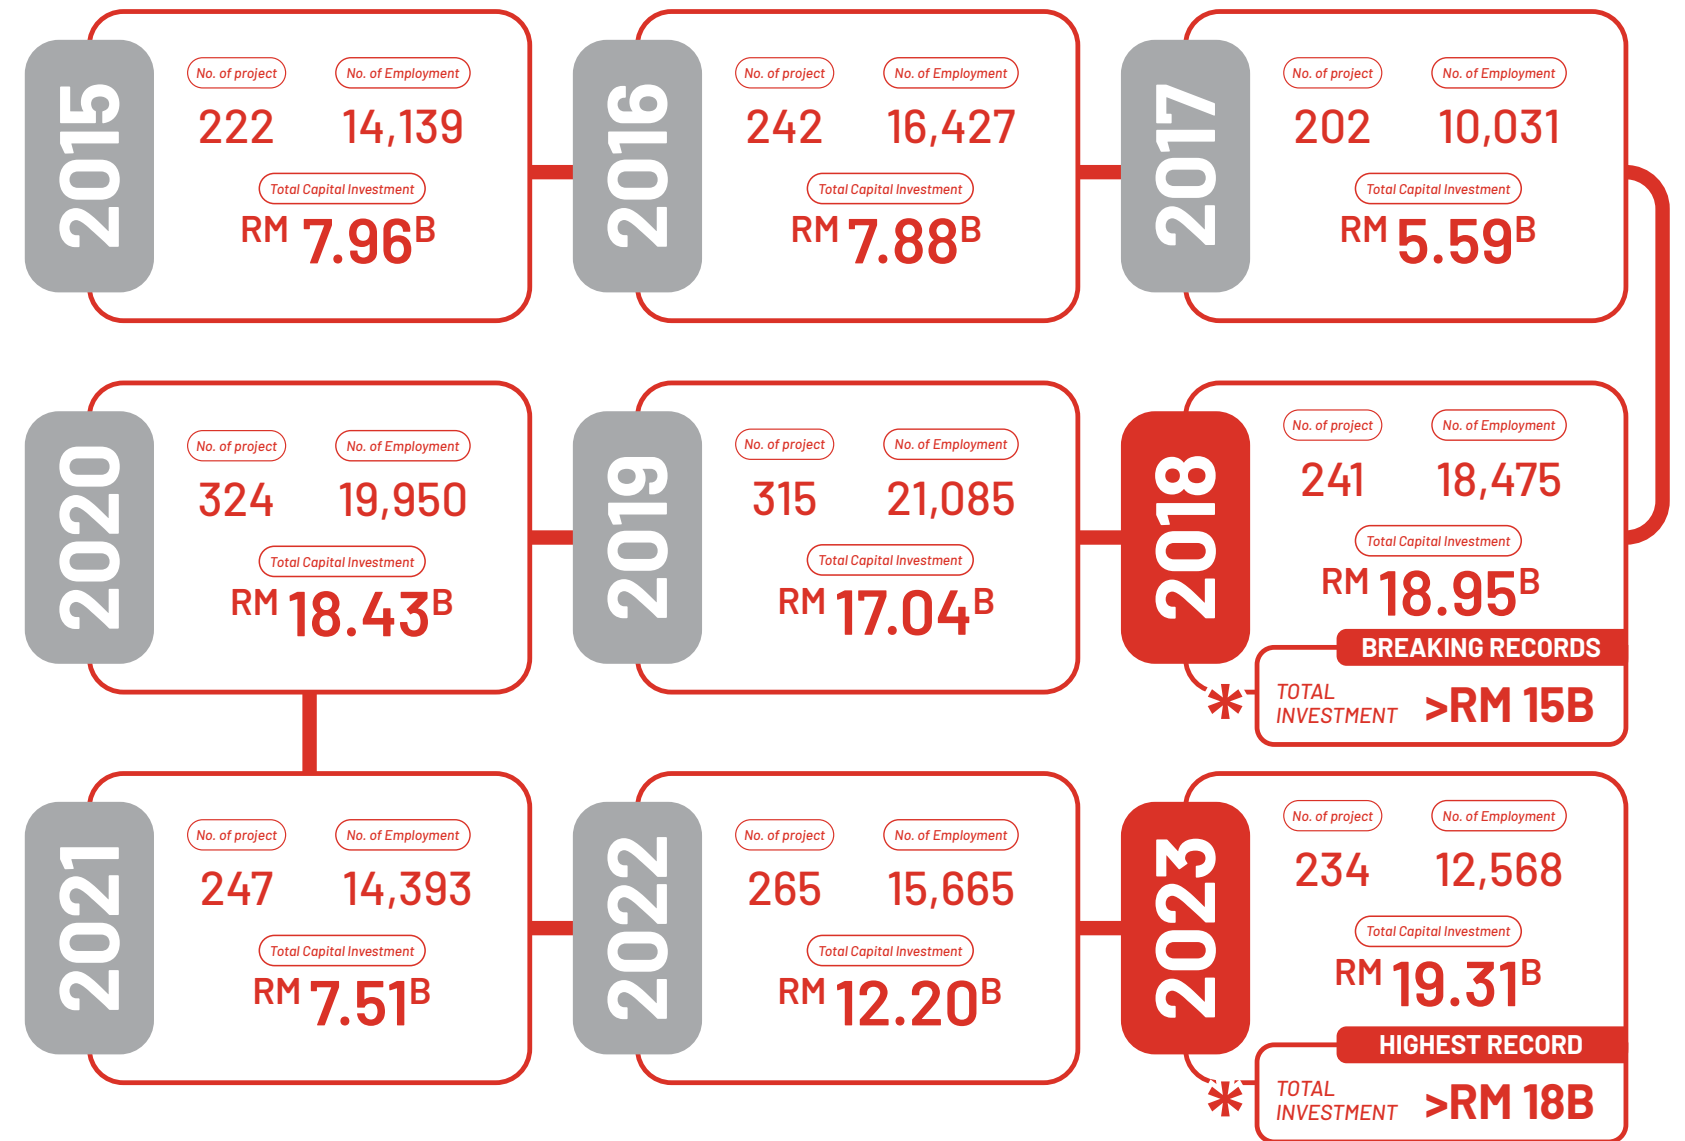 2015
No. of project
No. of Employment
222
14,139
Total Capital Investment
RM 7.96B
2016
No. of project
No. of Employment
242
16,427
Total Capital Investment
RM 7.88B
2017
No. of project
No. of Employment
202
10,031
Total Capital Investment
RM 5.59B
2018
No. of project
No. of Employment
241
18,475
Total Capital Investment
RM 18.95B
BREAKING RECORDS
*
TOTAL
INVESTMENT
>RM 15B
2019
No. of project
No. of Employment
315
21,085
Total Capital Investment
RM 17.04B
2020
No. of project
No. of Employment
324
19,950
Total Capital Investment
RM 18.43B
2021
No. of project
No. of Employment
247
14,393
Total Capital Investment
RM 7.51B
2022
No. of project
No. of Employment
265
15,665
Total Capital Investment
RM 12.20B
2023
No. of project
No. of Employment
234
12,568
Total Capital Investment
RM 19.31B
HIGHEST RECORD
*
TOTAL
INVESTMENT
>RM 18B